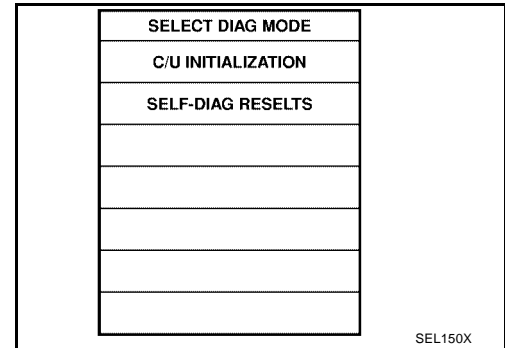 SELECT DIAG MODE
C/U INITIALIZATION
SELF-DIAG RESELTS
SEL150X